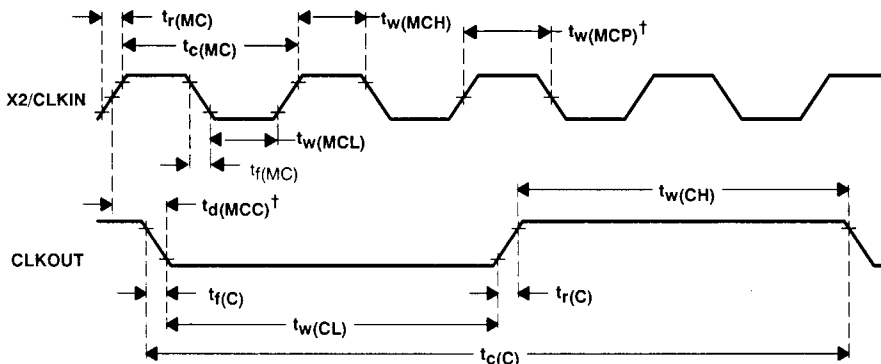 tr(MC)
tc(MC)
tw(MCH)
tw(MCP)†
X2/CLKIN
tw(MCL)
tf(MC)
td(MCC)†
tw(CH)
CLKOUT
tf(C)
tr(C)
tw(CL)
tc(C)